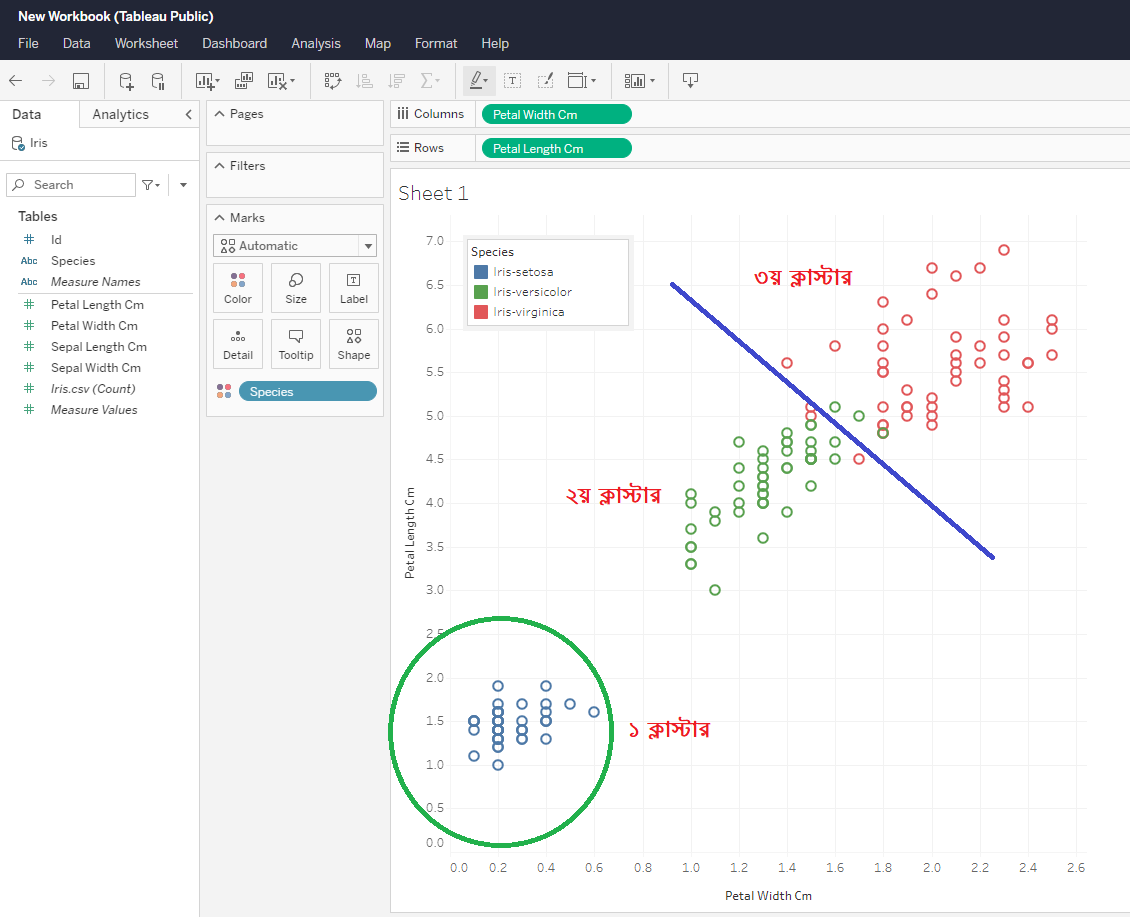 New Workbook (Tableau Public)
File Data Worksheet Dashboard Analysis Map Format Help
Data Analytics
Iris
Search
Tables
Id
Abc Species
Abc Measure Names
Petal Length Cm
Petal Width Cm
Sepal Length Cm
Sepal Width Cm
Iris.csv (Count)
Measure Values
Pages
Filters
Marks
Automatic
Color Size Label
Detail Tooltip Shape
Species
Columns Petal Width Cm
Rows Petal Length Cm
Sheet 1
Species
Iris-setosa
Iris-versicolor
Iris-virginica
৩য় ক্লাস্টার
২য় ক্লাস্টার
১ ক্লাস্টার
Petal Length Cm
7.0
6.5
6.0
5.5
5.0
4.5
4.0
3.5
3.0
2.5
2.0
1.5
1.0
0.5
0.0
0.0 0.2 0.4 0.6 0.8 1.0 1.2 1.4 1.6 1.8 2.0 2.2 2.4 2.6
Petal Width Cm